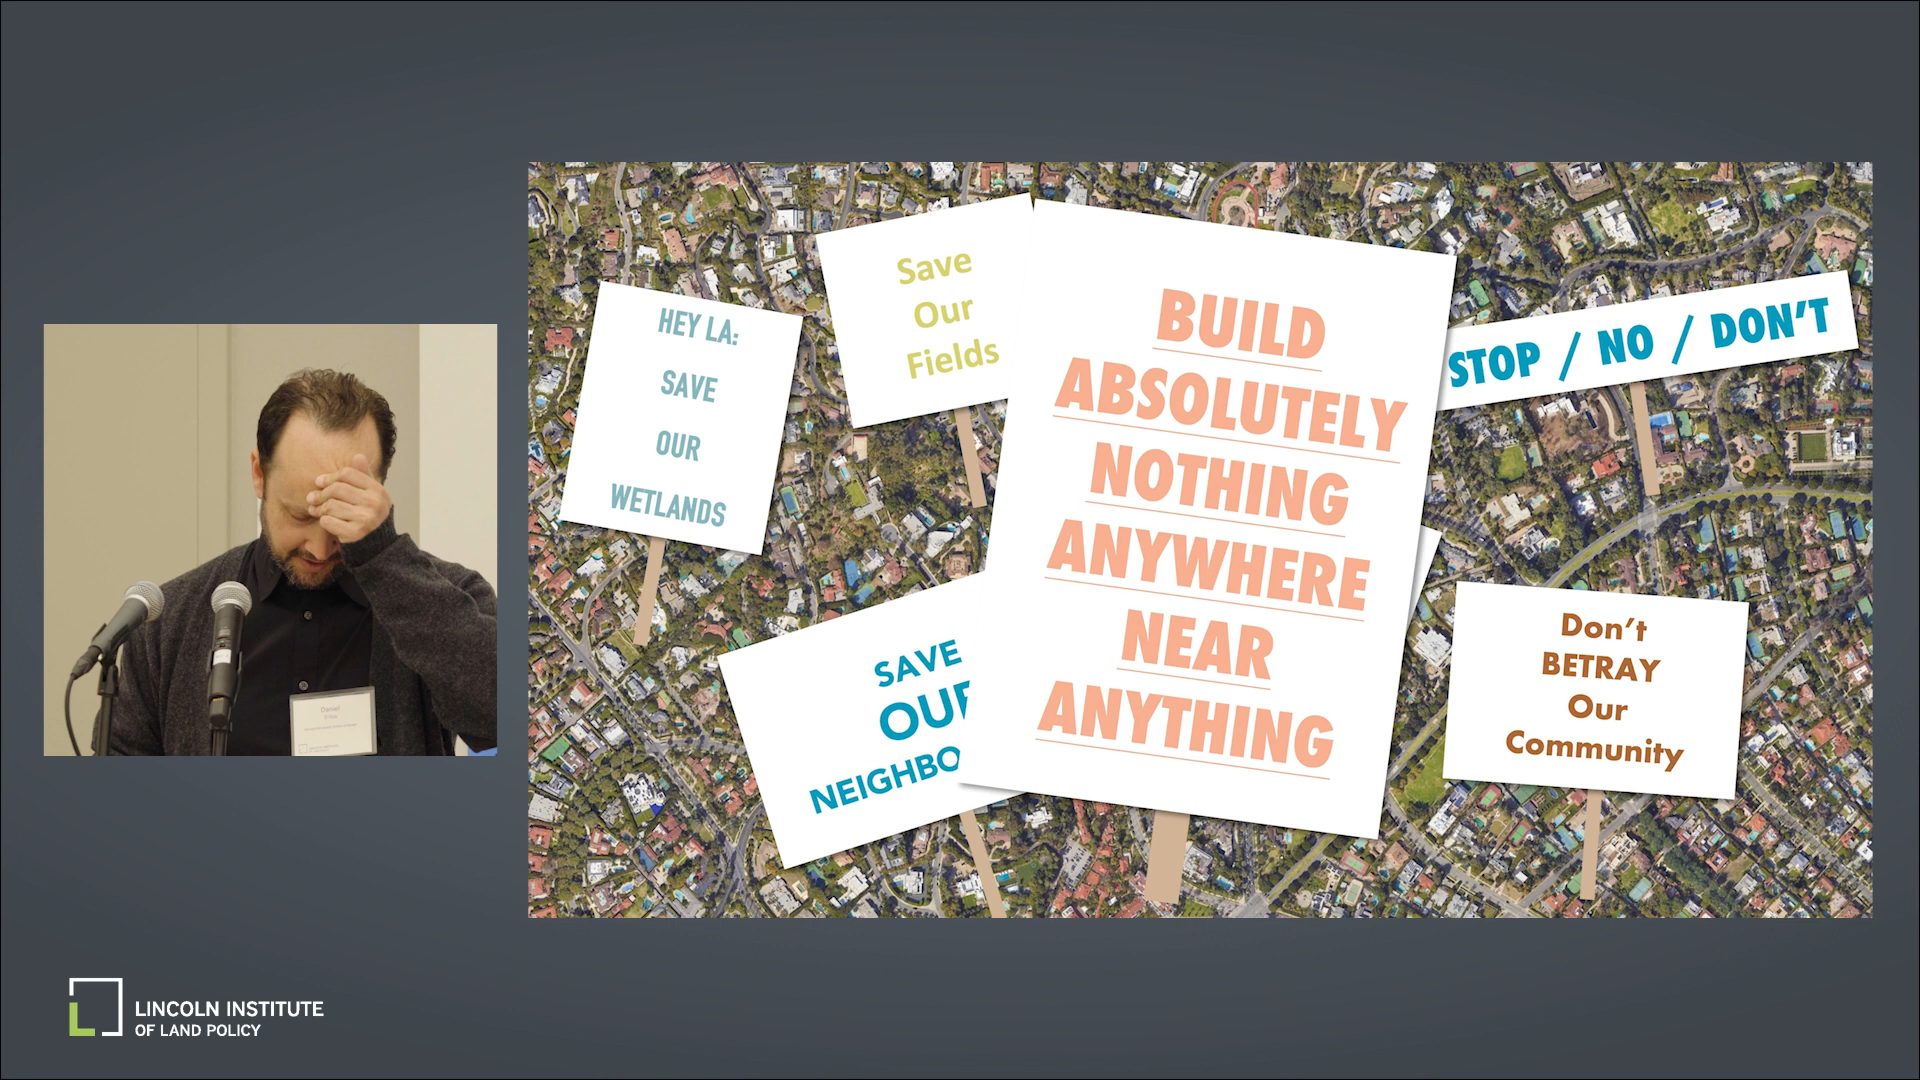 HEY LA:
SAVE
OUR
WETLANDS
Save
Our
Fields
BUILD
ABSOLUTELY
NOTHING
ANYWHERE
NEAR
ANYTHING
STOP / NO / DON'T
SAVE
OUR
NEIGHBO
Don't
BETRAY
Our
Community
Daniel
LINCOLN INSTITUTE
OF LAND POLICY